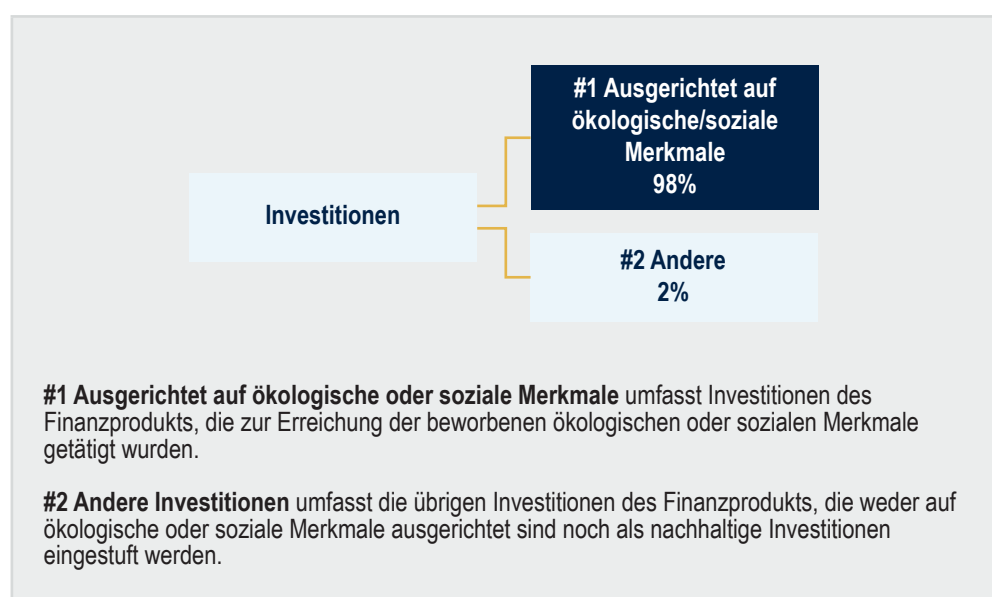 #1 Ausgerichtet auf
ökologische/soziale
Merkmale
98%
Investitionen
#2 Andere
2%
#1 Ausgerichtet auf ökologische oder soziale Merkmale umfasst Investitionen des
Finanzprodukts, die zur Erreichung der beworbenen ökologischen oder sozialen Merkmale
getätigt wurden.
#2 Andere Investitionen umfasst die übrigen Investitionen des Finanzprodukts, die weder auf
ökologische oder soziale Merkmale ausgerichtet sind noch als nachhaltige Investitionen
eingestuft werden.